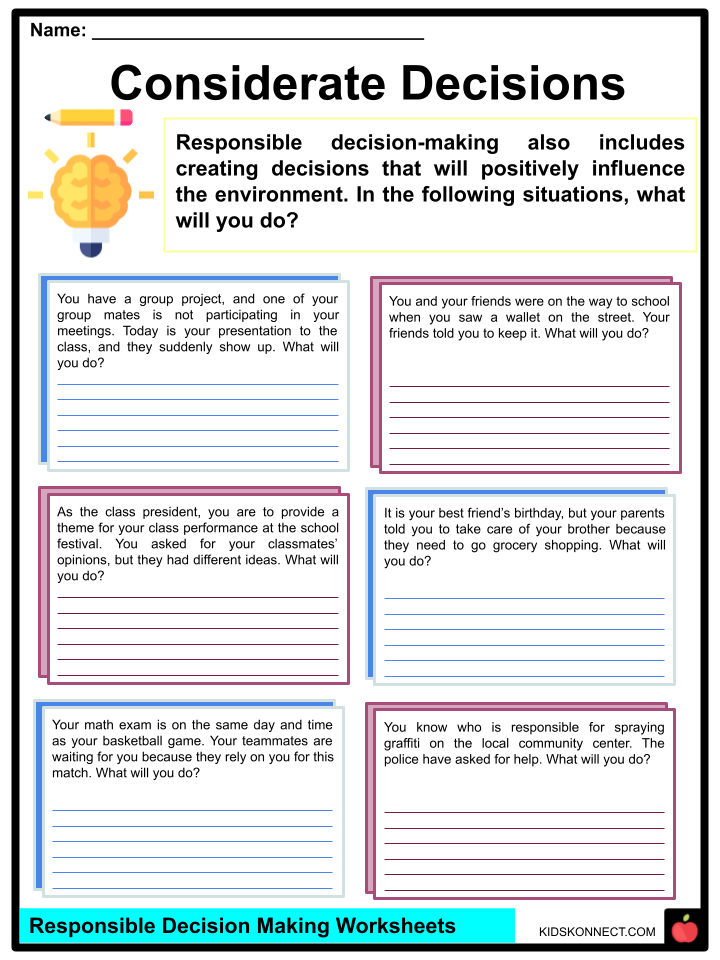 Name: ________________________________
Considerate Decisions
Responsible decision-making also includes
creating decisions that will positively influence
the environment. In the following situations, what
will you do?
You have a group project, and one of your
group mates is not participating in your
meetings. Today is your presentation to the
class, and they suddenly show up. What will
you do?
You and your friends were on the way to school
when you saw a wallet on the street. Your
friends told you to keep it. What will you do?
As the class president, you are to provide a
theme for your class performance at the school
festival. You asked for your classmates’
opinions, but they had different ideas. What will
you do?
It is your best friend’s birthday, but your parents
told you to take care of your brother because
they need to go grocery shopping. What will
you do?
Your math exam is on the same day and time
as your basketball game. Your teammates are
waiting for you because they rely on you for this
match. What will you do?
You know who is responsible for spraying
graffiti on the local community center. The
police have asked for help. What will you do?
Responsible Decision Making Worksheets
KIDSKONNECT.COM